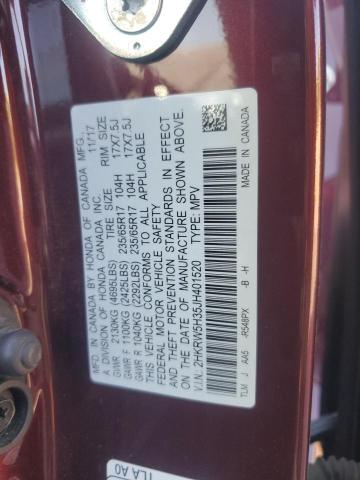 MFD. IN CANADA BY HONDA OF CANADA MFG., 11/17
A DIVISION OF HONDA CANADA INC.
TIRE SIZE RIM SIZE
GVWR 2130KG (4695LBS)
GAWR F 1100KG (2425LBS) 235/65R17 104H 17X7.5J
GAWR R 1040KG (2292LBS) 235/65R17 104H 17X7.5J
THIS VEHICLE CONFORMS TO ALL APPLICABLE
FEDERAL MOTOR VEHICLE SAFETY
AND THEFT PREVENTION STANDARDS IN EFFECT
ON THE DATE OF MANUFACTURE SHOWN ABOVE.
V.I.N. 2HKRW5H35JH401520 TYPE: MPV
TLM J AA5 -R548PX -B -H MADE IN CANADA
TLA A0